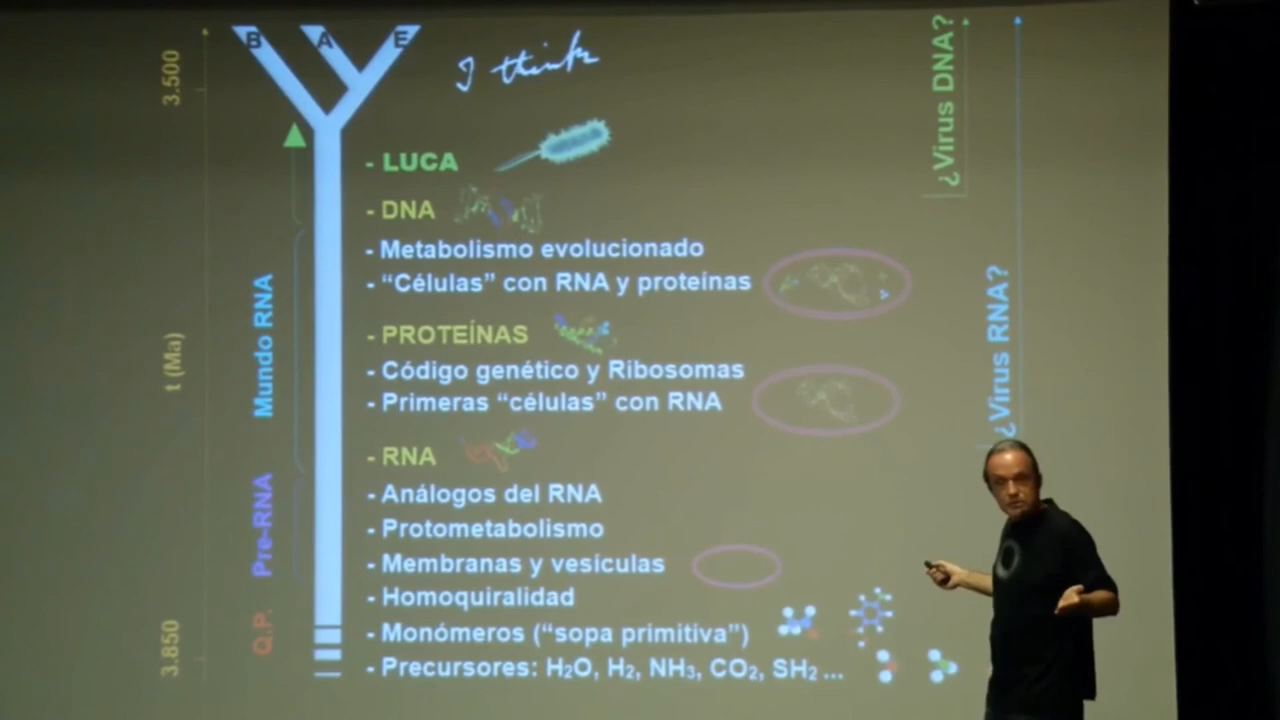 B A E
I think
3.500
¿Virus DNA?
- LUCA
- DNA
- Metabolismo evolucionado
- “Células” con RNA y proteínas
Mundo RNA
¿Virus RNA?
- PROTEÍNAS
t (Ma)
- Código genético y Ribosomas
- Primeras “células” con RNA
- RNA
- Análogos del RNA
Pre-RNA
- Protometabolismo
- Membranas y vesículas
- Homoquiralidad
Q.P.
- Monómeros (“sopa primitiva”)
3.850
- Precursores: H₂O, H₂, NH₃, CO₂, SH₂ ...